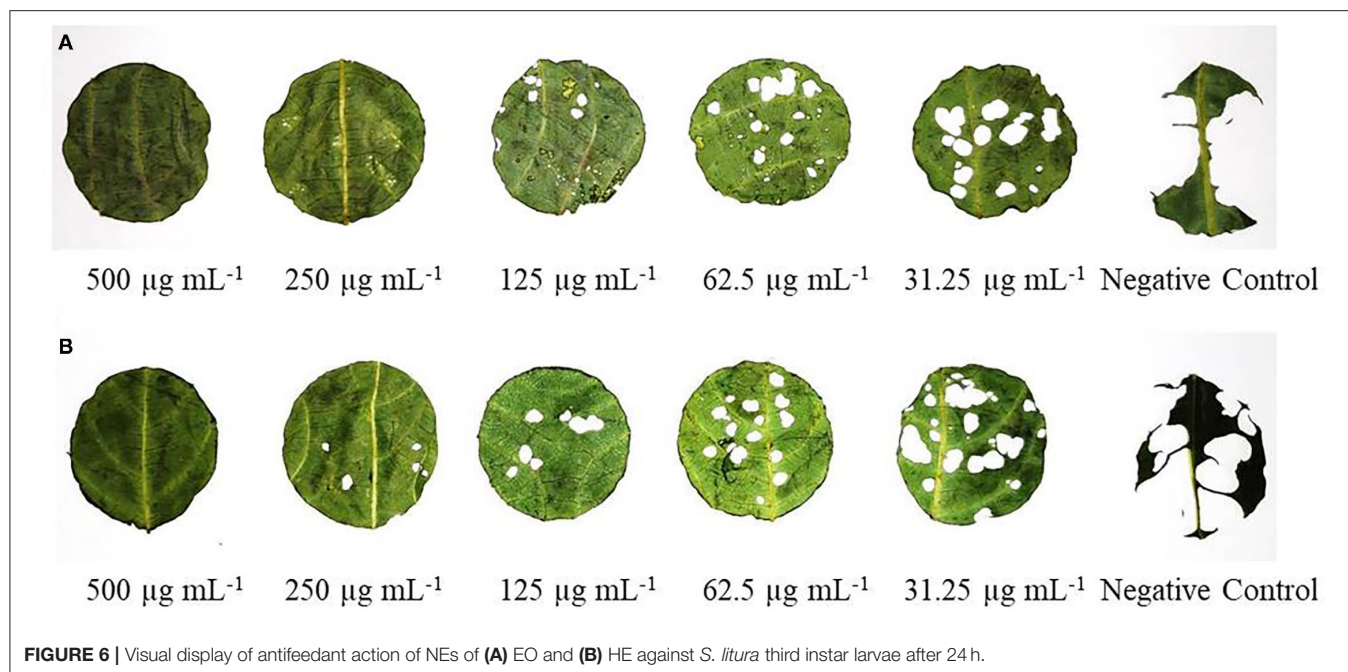 A
500 µg mL-1 250 µg mL-1 125 µg mL-1 62.5 µg mL-1 31.25 µg mL-1 Negative Control
B
500 µg mL-1 250 µg mL-1 125 µg mL-1 62.5 µg mL-1 31.25 µg mL-1 Negative Control
FIGURE 6 | Visual display of antifeedant action of NEs of (A) EO and (B) HE against S. litura third instar larvae after 24 h.